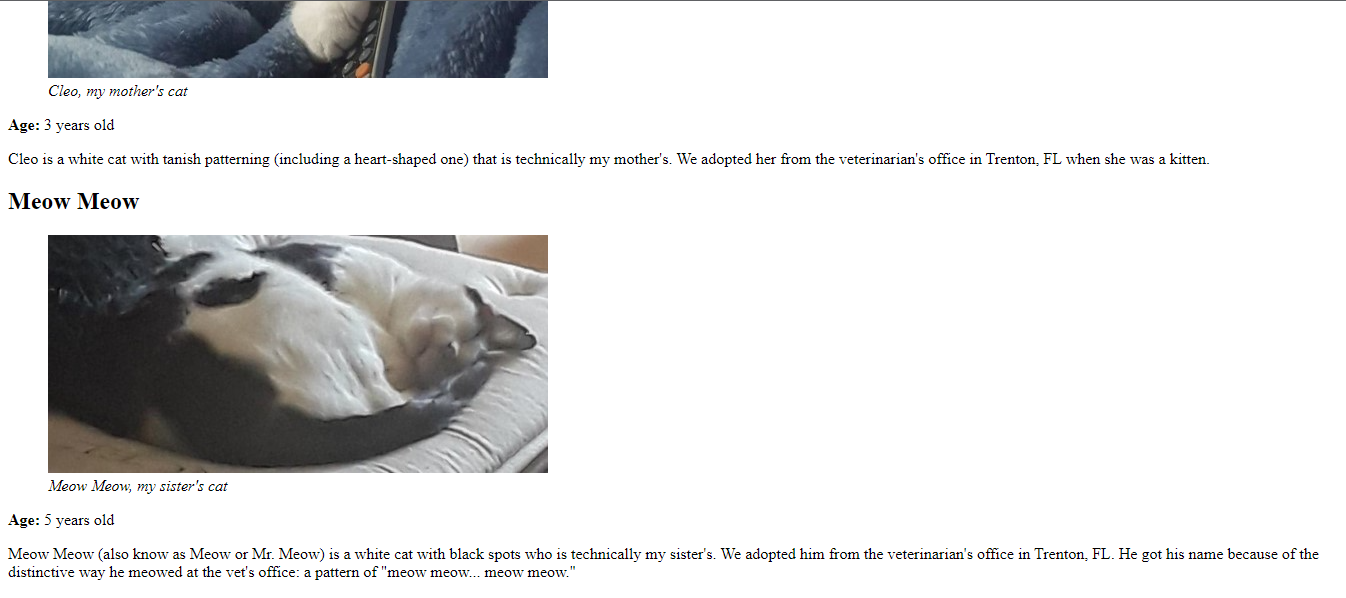 Cleo, my mother's cat
Age: 3 years old
Cleo is a white cat with tanish patterning (including a heart-shaped one) that is technically my mother's. We adopted her from the veterinarian's office in Trenton, FL when she was a kitten.
Meow Meow
Meow Meow, my sister's cat
Age: 5 years old
Meow Meow (also know as Meow or Mr. Meow) is a white cat with black spots who is technically my sister's. We adopted him from the veterinarian's office in Trenton, FL. He got his name because of the
distinctive way he meowed at the vet's office: a pattern of "meow meow... meow meow."